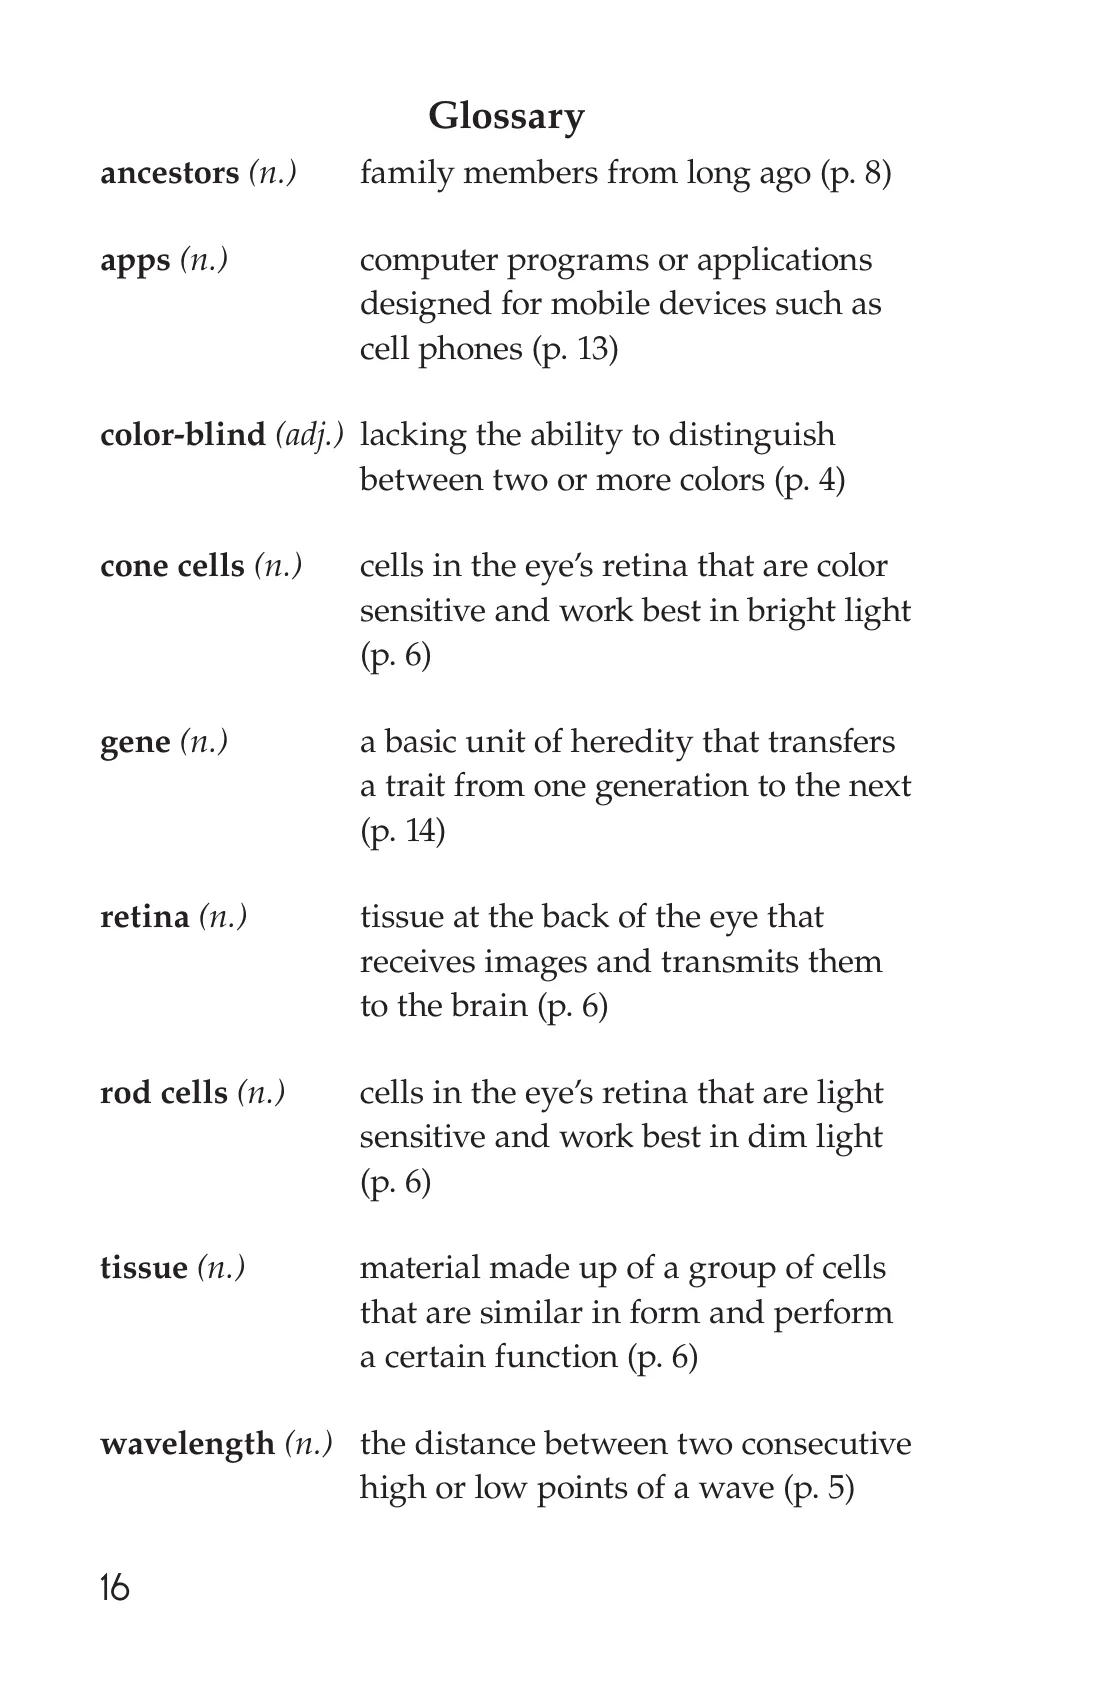 Glossary
ancestors (n.) family members from long ago (p. 8)
apps (n.) computer programs or applications
designed for mobile devices such as
cell phones (p. 13)
color-blind (adj.) lacking the ability to distinguish
between two or more colors (p. 4)
cone cells (n.) cells in the eye’s retina that are color
sensitive and work best in bright light
(p. 6)
gene (n.) a basic unit of heredity that transfers
a trait from one generation to the next
(p. 14)
retina (n.) tissue at the back of the eye that
receives images and transmits them
to the brain (p. 6)
rod cells (n.) cells in the eye’s retina that are light
sensitive and work best in dim light
(p. 6)
tissue (n.) material made up of a group of cells
that are similar in form and perform
a certain function (p. 6)
wavelength (n.) the distance between two consecutive
high or low points of a wave (p. 5)
16